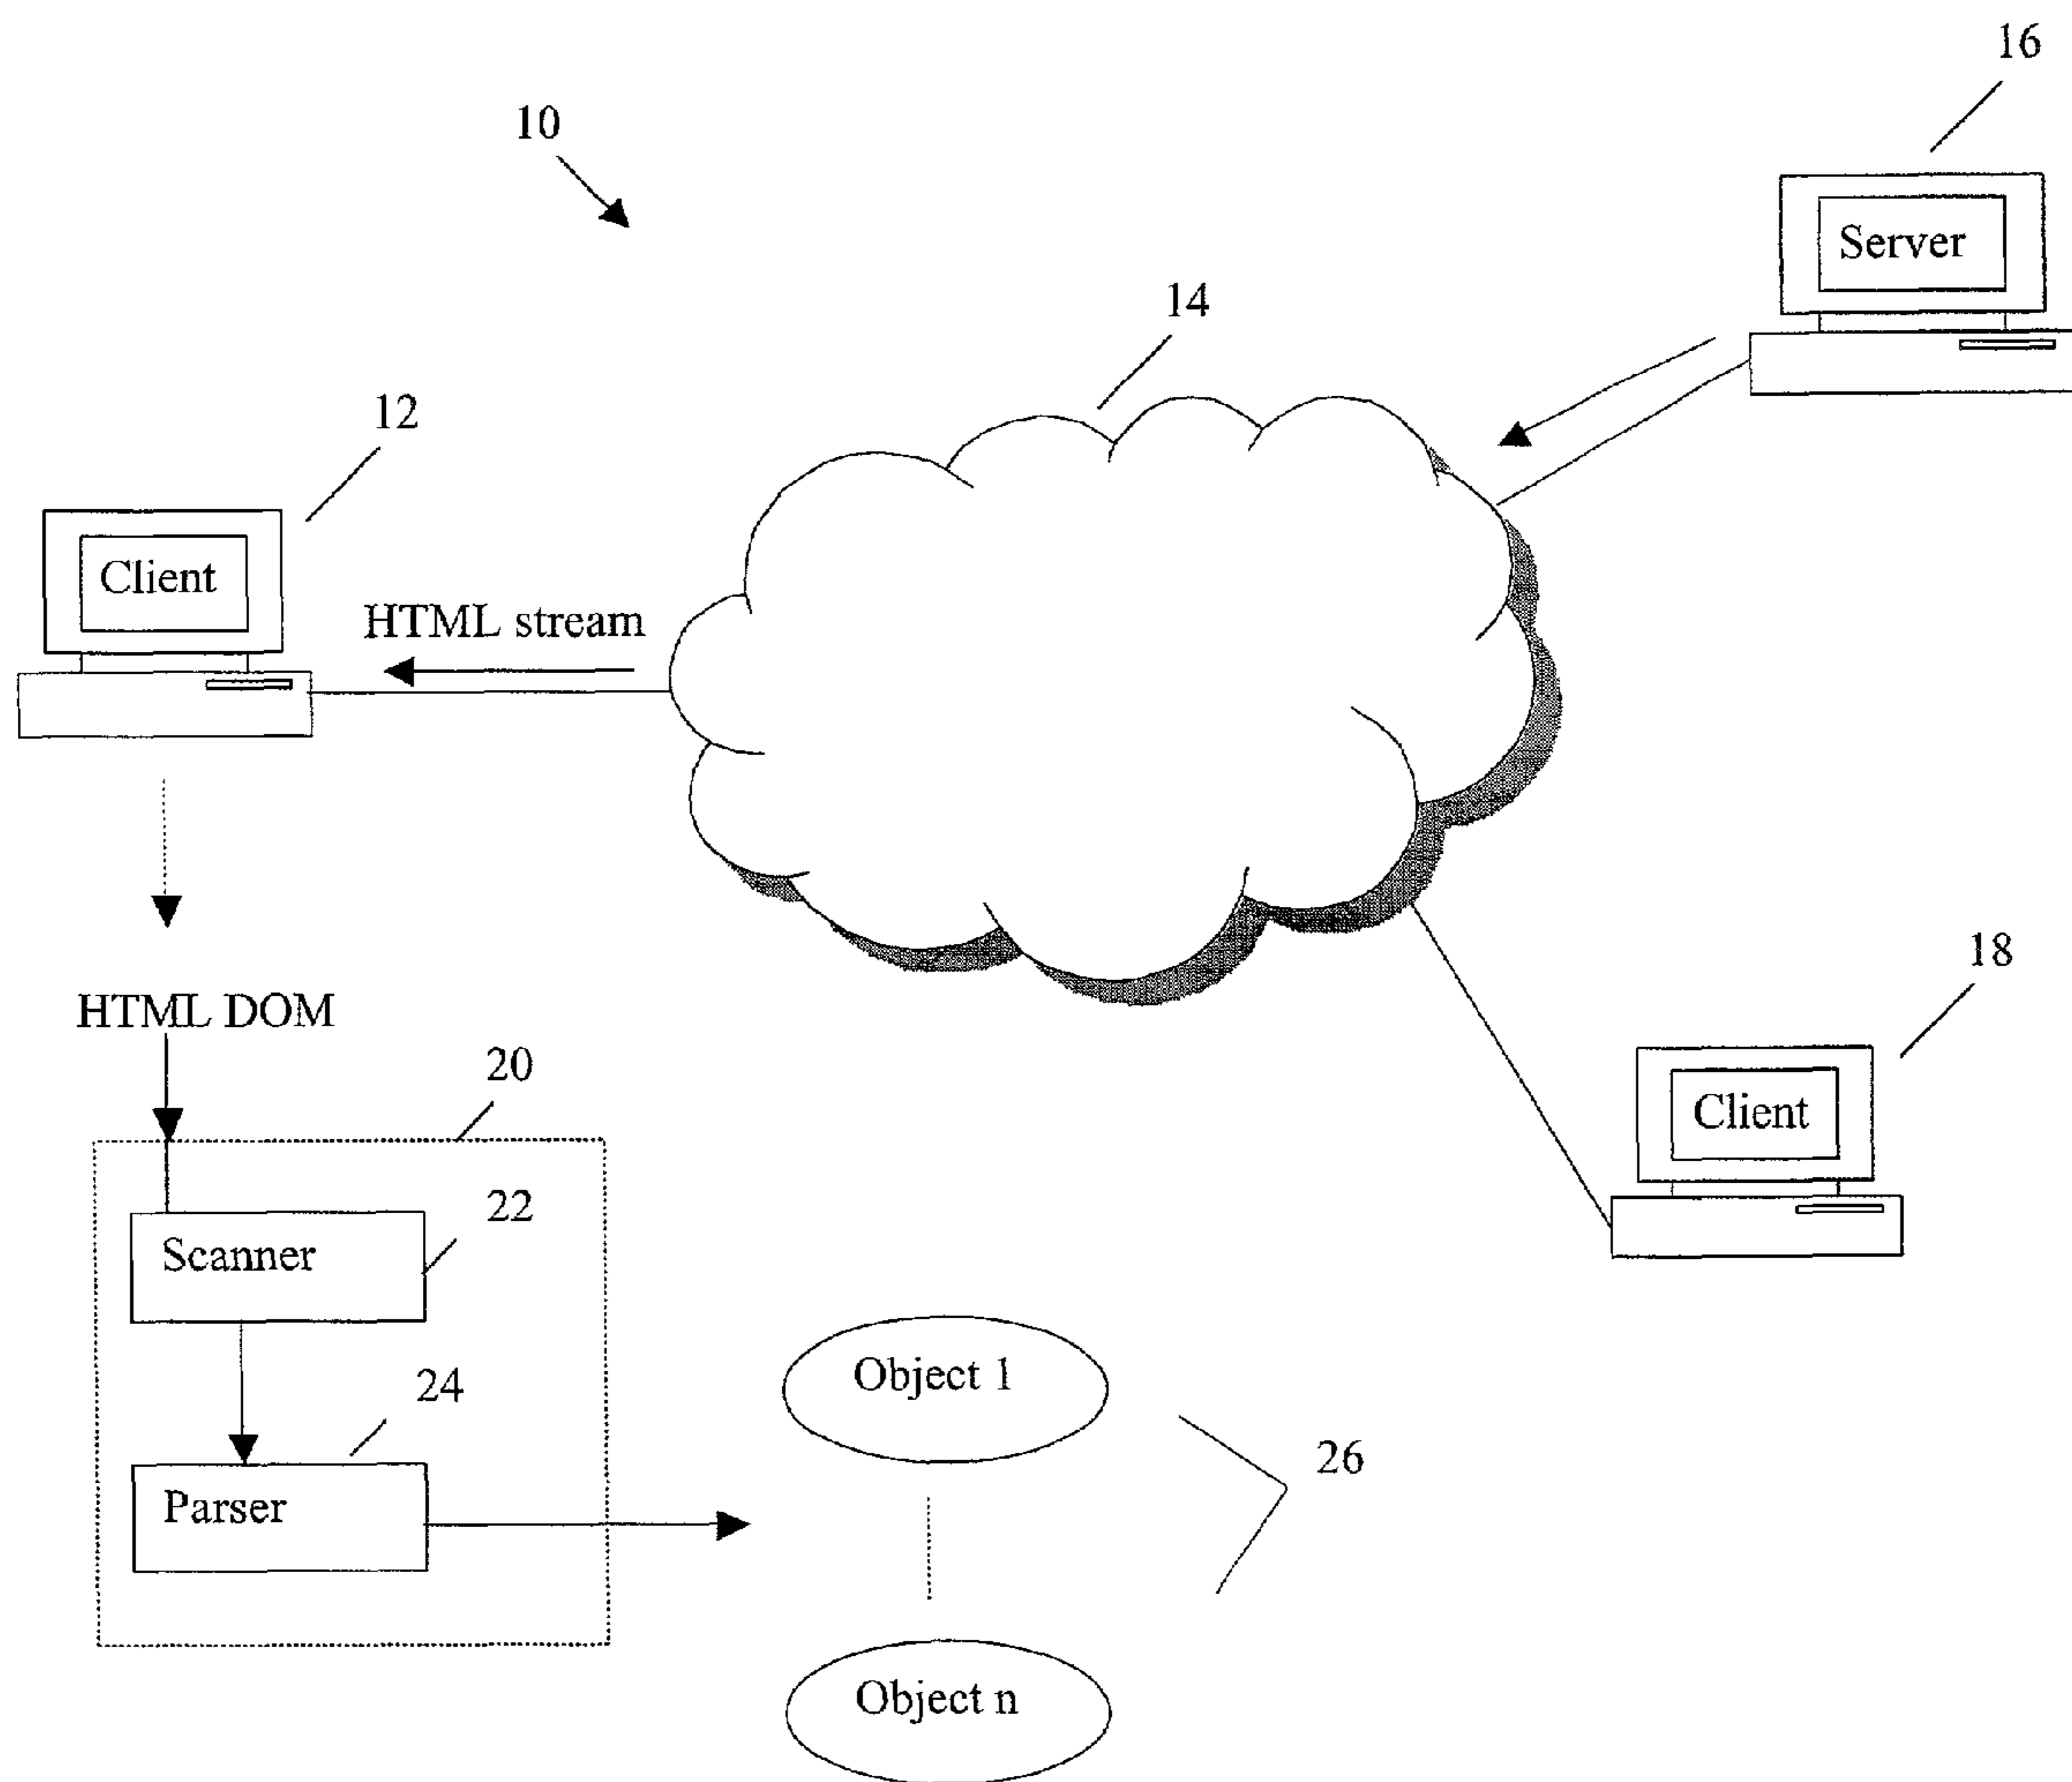 16
10
Server
14
12
Client
HTML stream
18
HTML DOM
20
Client
22
Scanner
Object 1
24
26
Parser
Object n